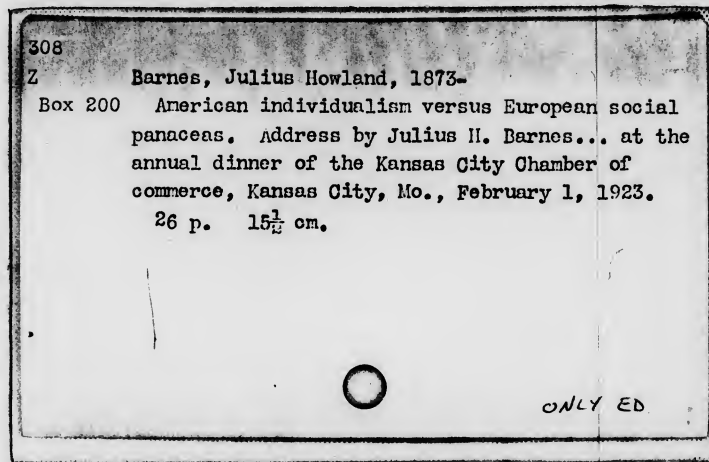 308
Z Barnes, Julius Howland, 1873-
Box 200 American individualism versus European social
panaceas. Address by Julius H. Barnes... at the
annual dinner of the Kansas City Chamber of
commerce, Kansas City, Mo., February 1, 1923.
26 p. 15½ cm.
ONLY ED